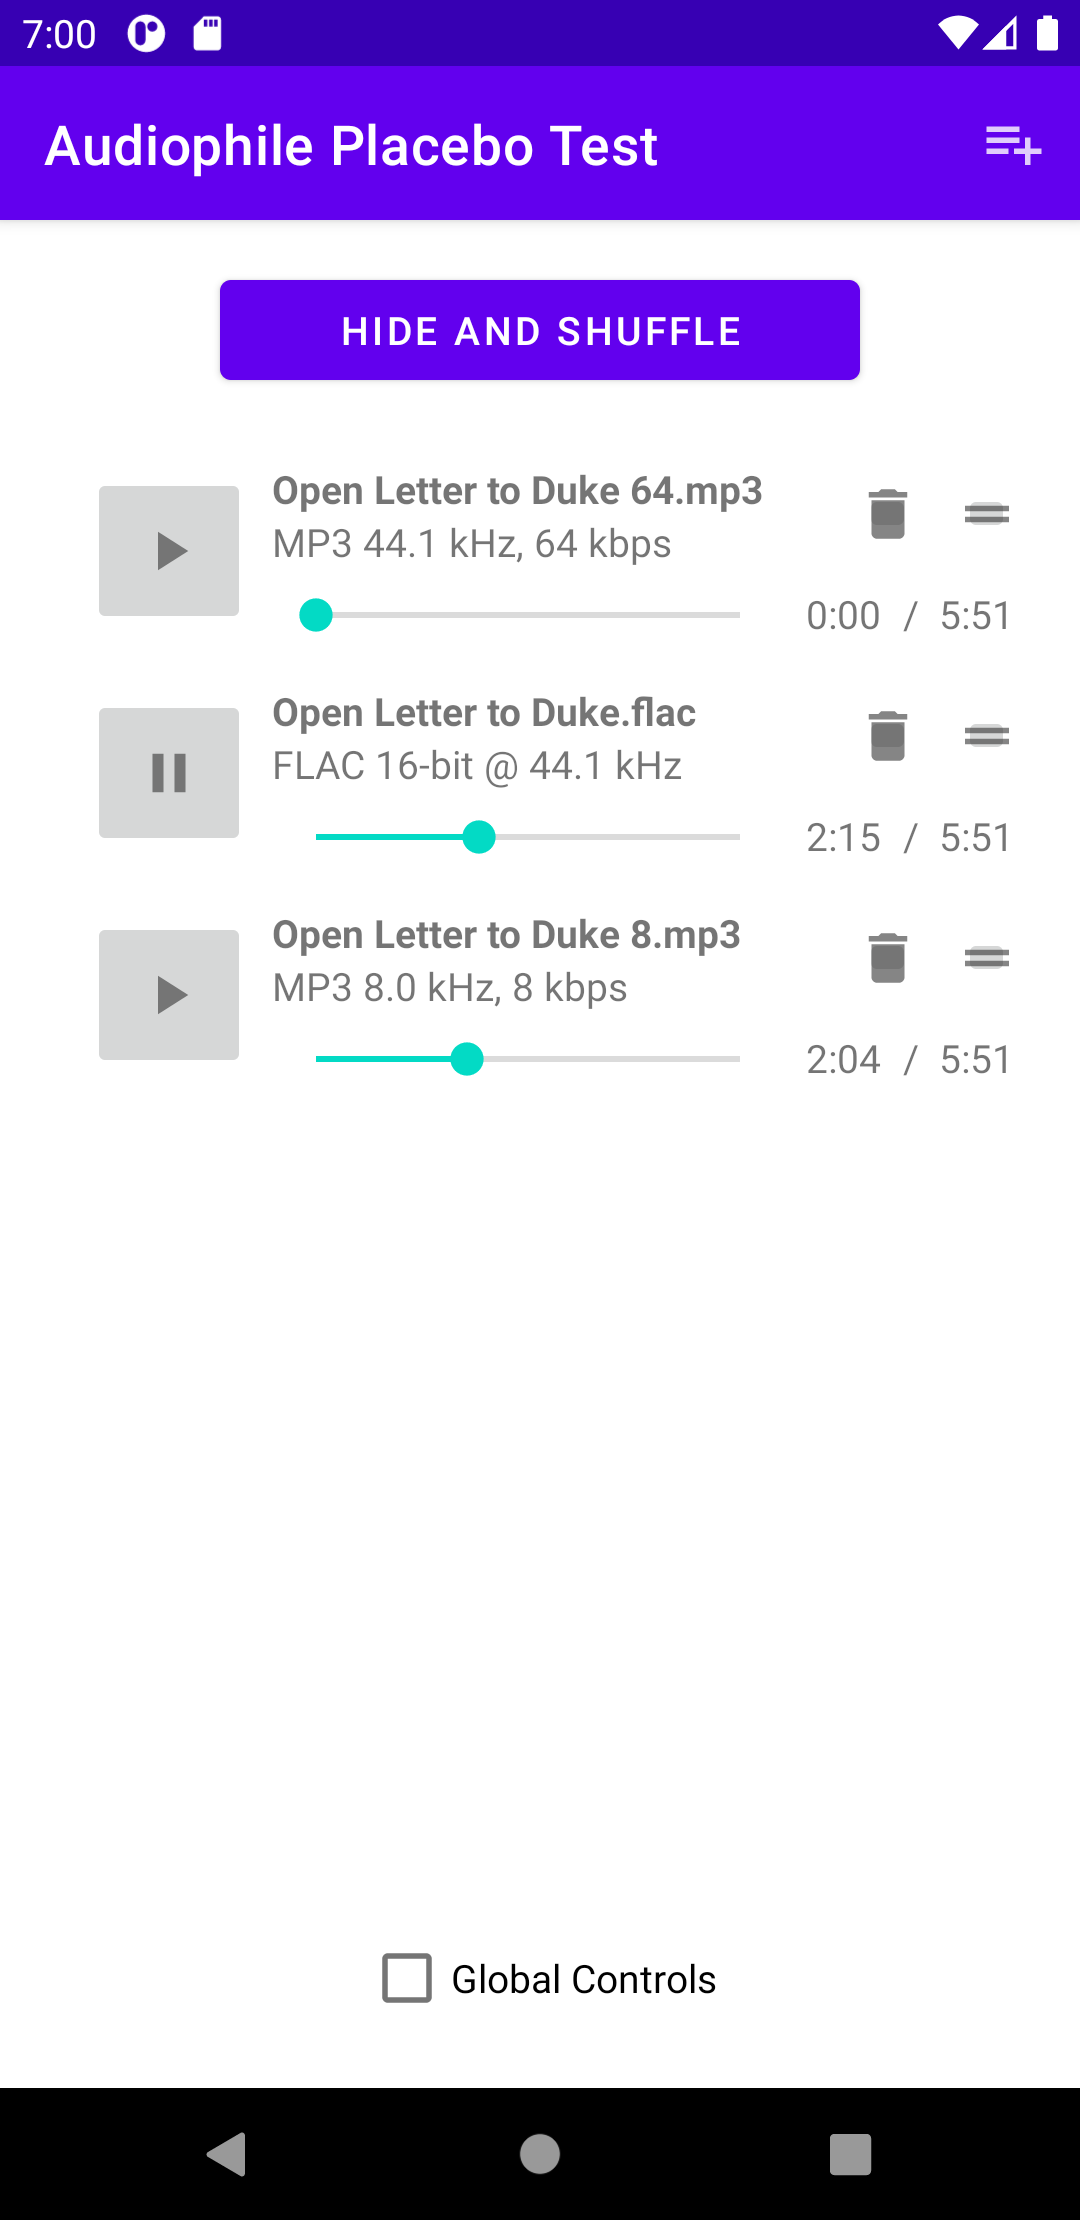 7:00
Audiophile Placebo Test
HIDE AND SHUFFLE
Open Letter to Duke 64.mp3
MP3 44.1 kHz, 64 kbps
0:00 / 5:51
Open Letter to Duke.flac
FLAC 16-bit @ 44.1 kHz
2:15 / 5:51
Open Letter to Duke 8.mp3
MP3 8.0 kHz, 8 kbps
2:04 / 5:51
Global Controls